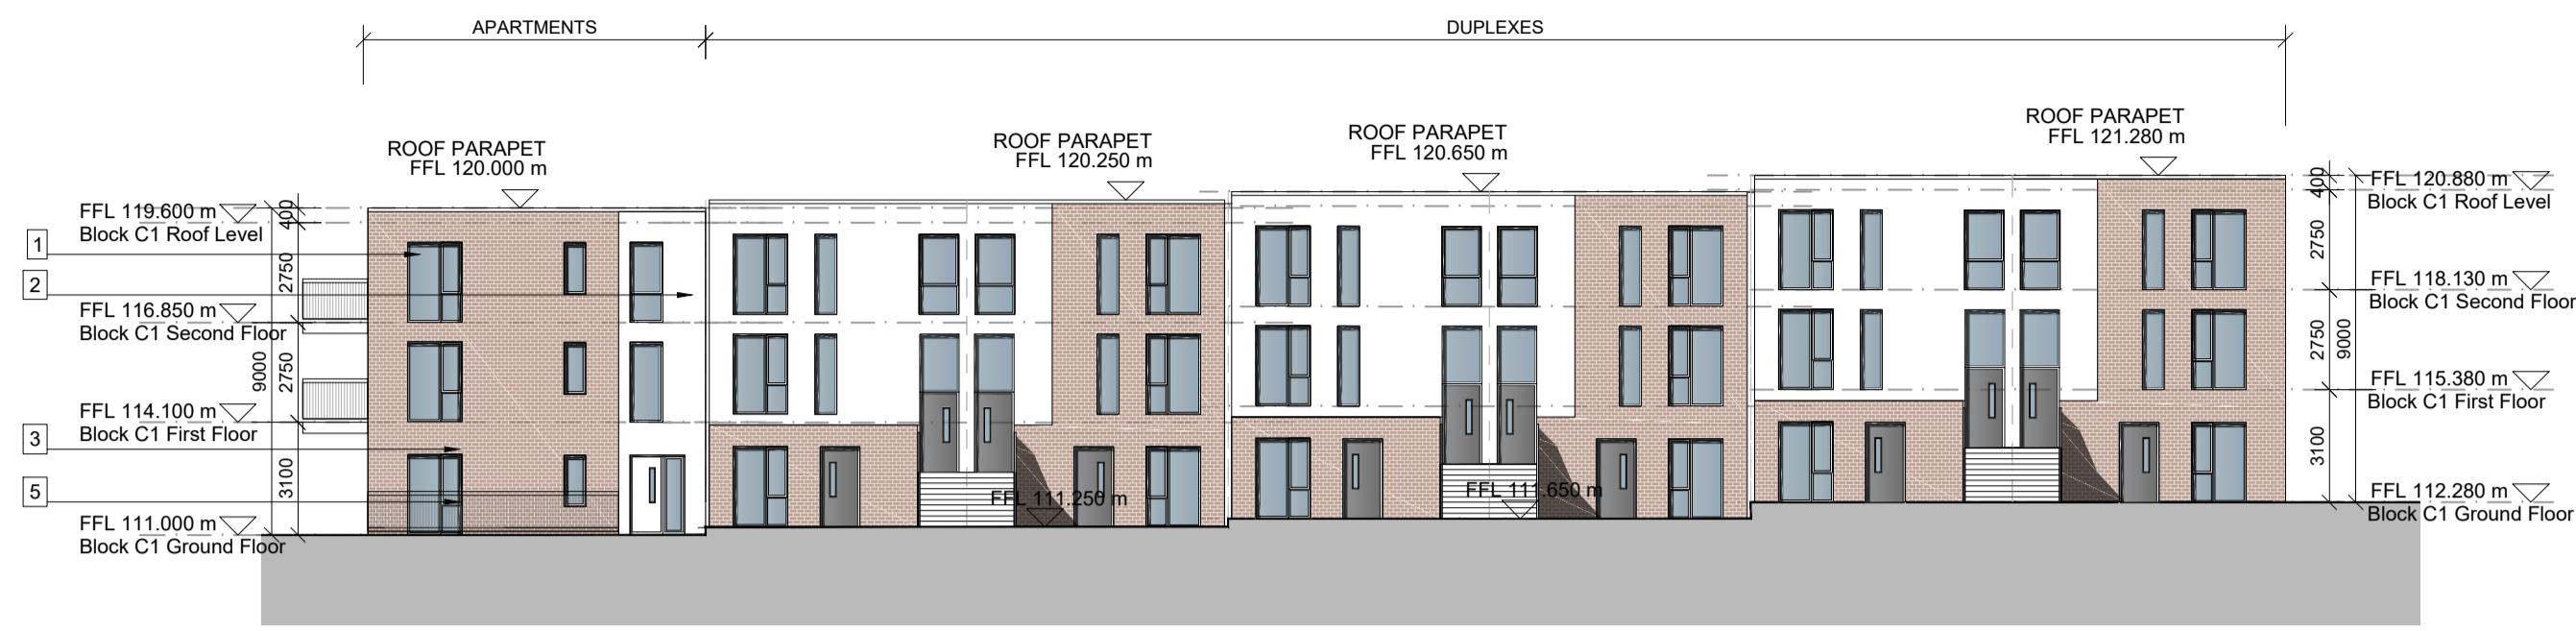 APARTMENTS
DUPLEXES
ROOF PARAPET
FFL 120.000 m
ROOF PARAPET
FFL 120.250 m
ROOF PARAPET
FFL 120.650 m
ROOF PARAPET
FFL 121.280 m
FFL 119.600 m
Block C1 Roof Level
1
2
FFL 116.850 m
Block C1 Second Floor
FFL 114.100 m
Block C1 First Floor
3
5
FFL 111.000 m
Block C1 Ground Floor
400
2750
2750
3100
9000
FFL 111.250 m
FFL 111.650 m
400
2750
2750
3100
9000
FFL 120.880 m
Block C1 Roof Level
FFL 118.130 m
Block C1 Second Floor
FFL 115.380 m
Block C1 First Floor
FFL 112.280 m
Block C1 Ground Floor